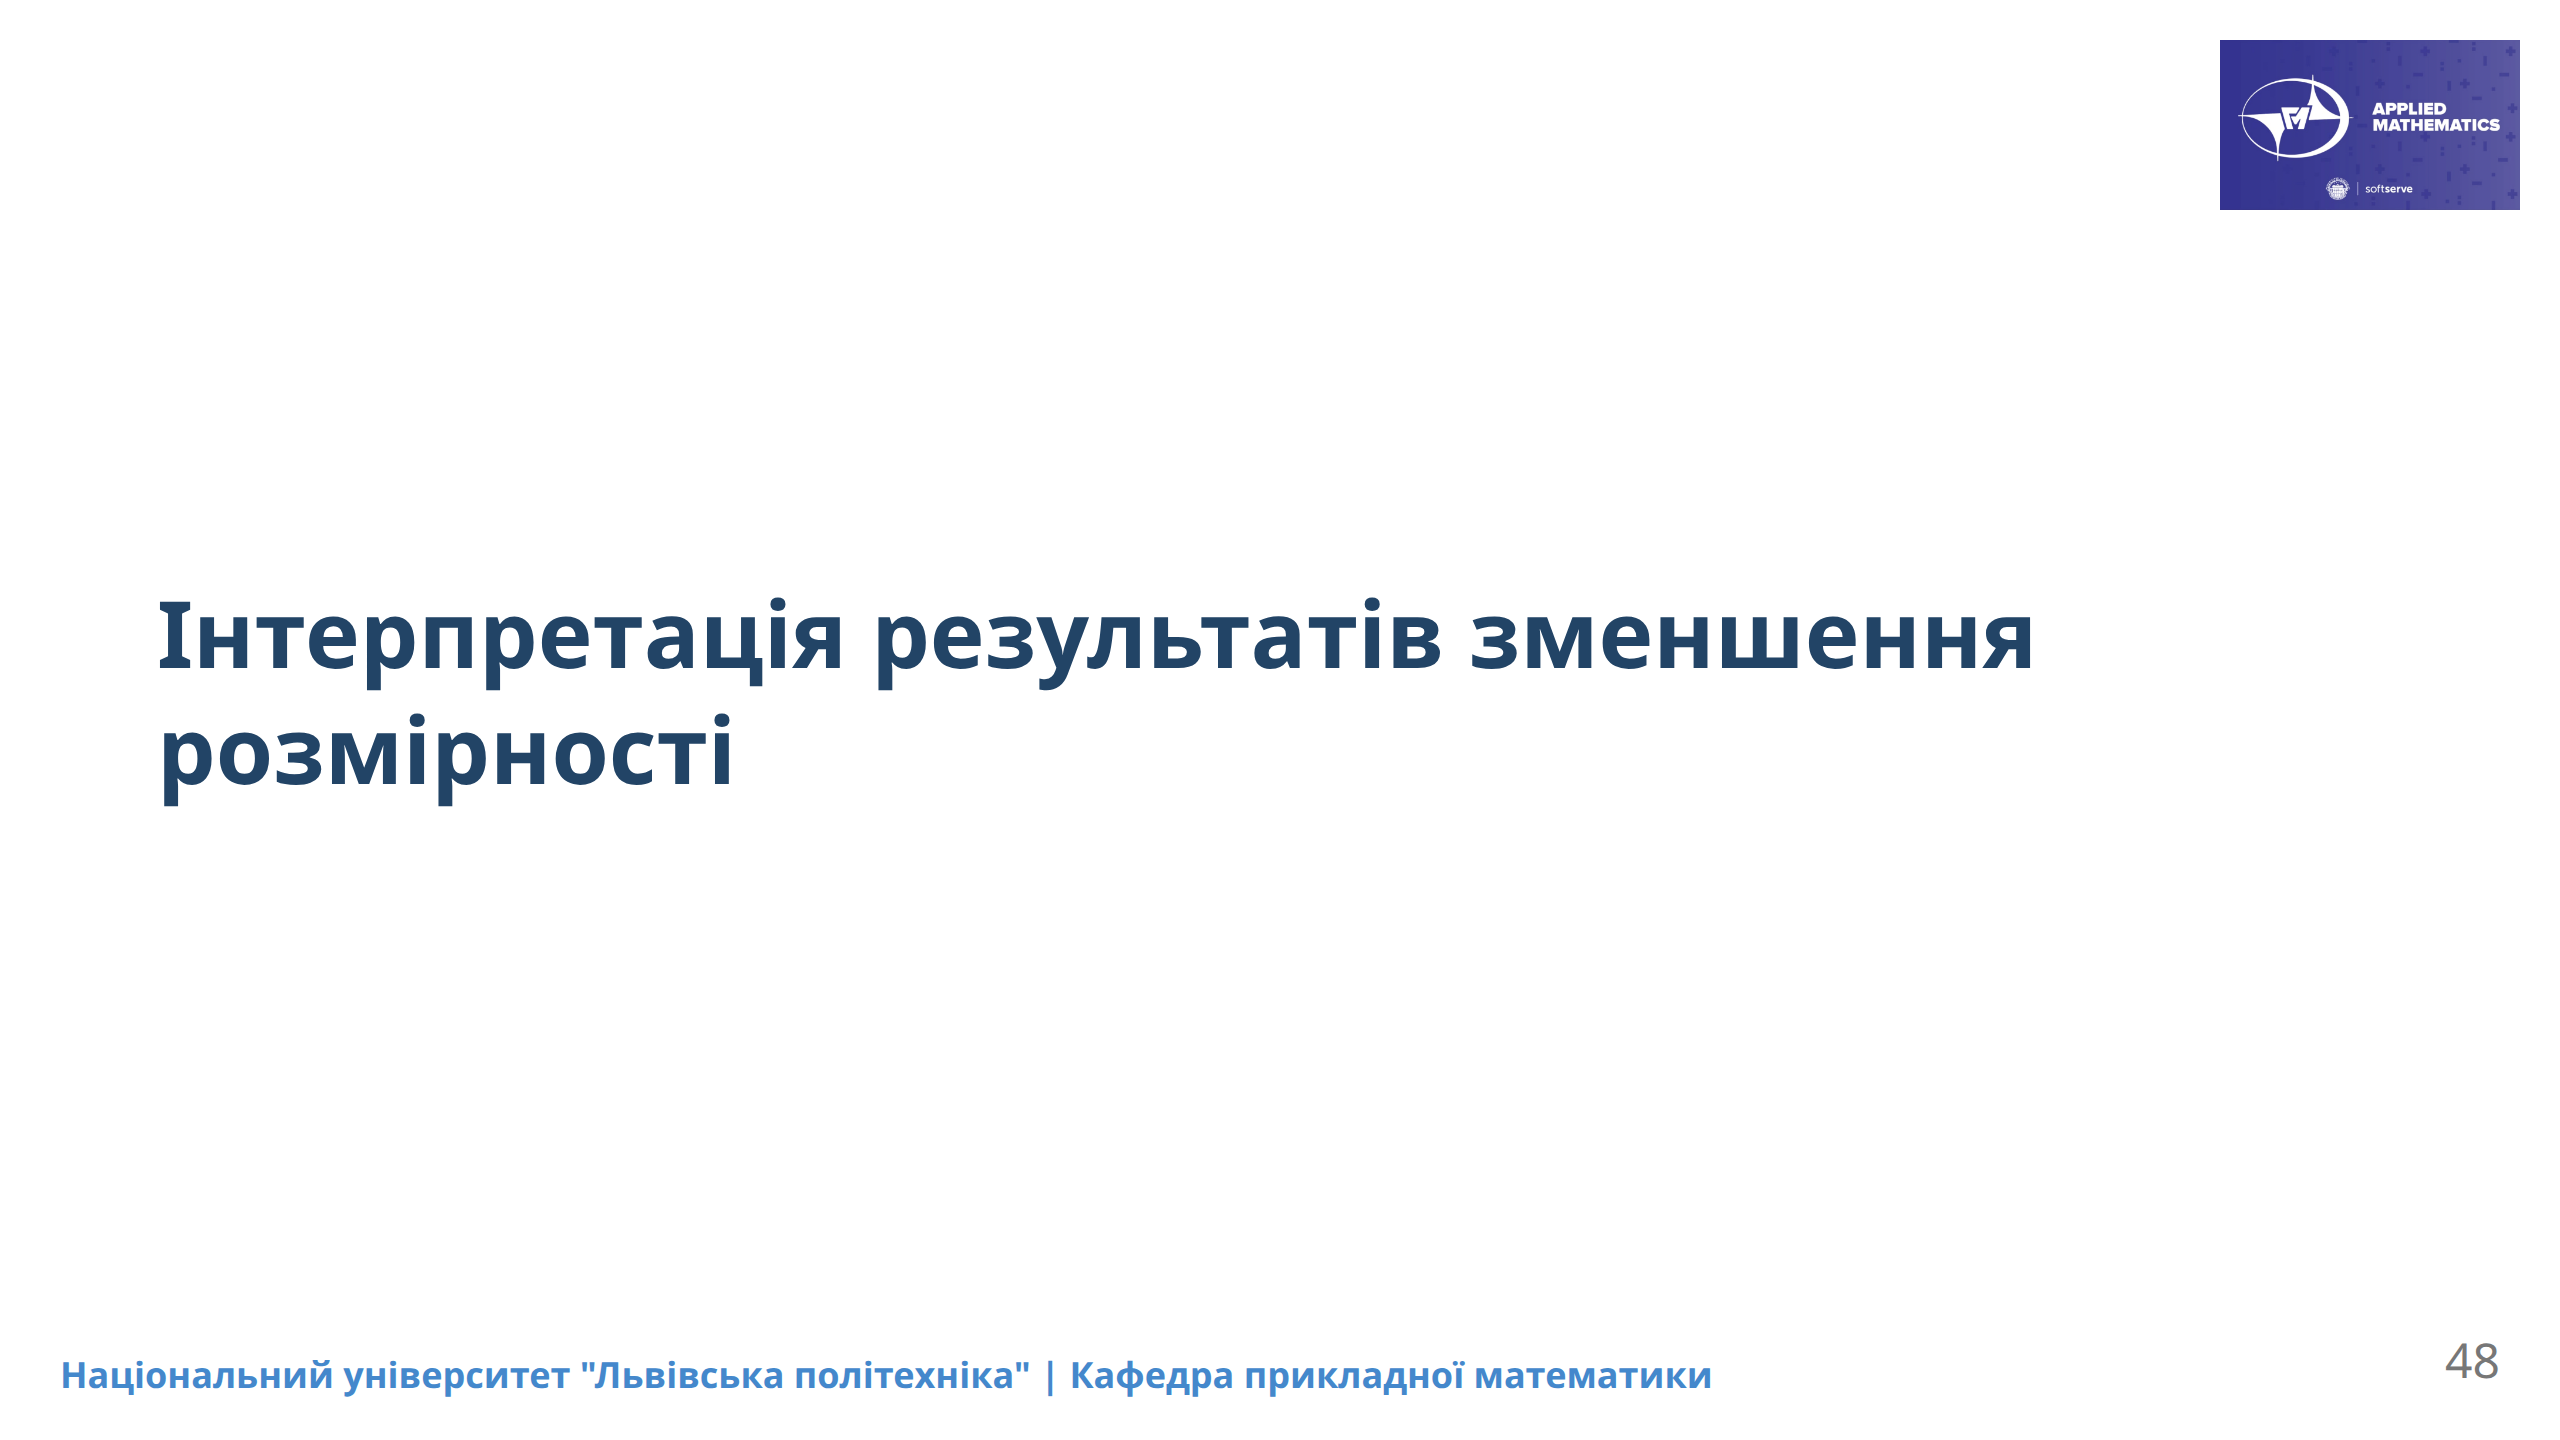 APPLIED
MATHEMATICS
softserve
Інтерпретація результатів зменшення
розмірності
Національний університет "Львівська політехніка" | Кафедра прикладної математики
48